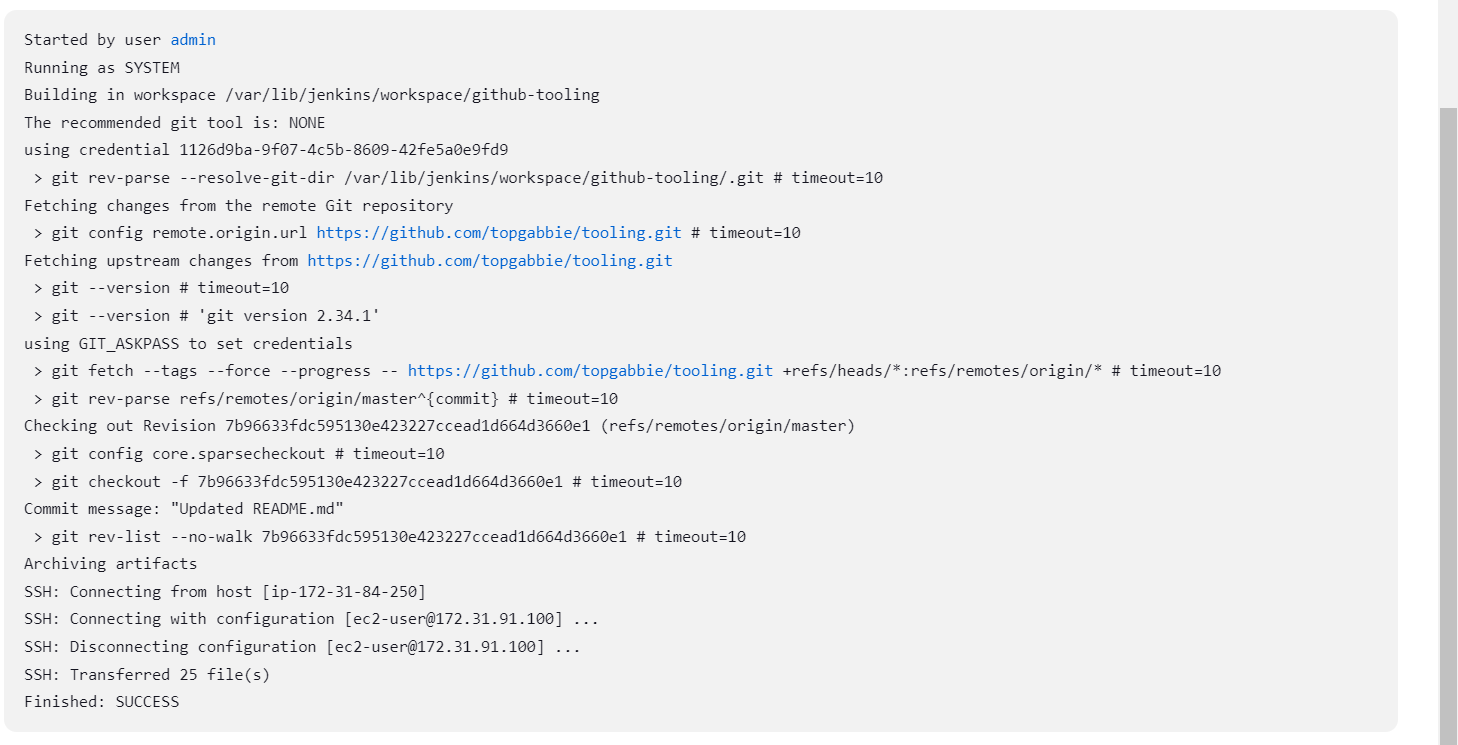 Started by user admin
Running as SYSTEM
Building in workspace /var/lib/jenkins/workspace/github-tooling
The recommended git tool is: NONE
using credential 1126d9ba-9f07-4c5b-8609-42fe5a0e9fd9
> git rev-parse --resolve-git-dir /var/lib/jenkins/workspace/github-tooling/.git # timeout=10
Fetching changes from the remote Git repository
> git config remote.origin.url https://github.com/topgabbie/tooling.git # timeout=10
Fetching upstream changes from https://github.com/topgabbie/tooling.git
> git --version # timeout=10
> git --version # 'git version 2.34.1'
using GIT_ASKPASS to set credentials
> git fetch --tags --force --progress -- https://github.com/topgabbie/tooling.git +refs/heads/*:refs/remotes/origin/* # timeout=10
> git rev-parse refs/remotes/origin/master^{commit} # timeout=10
Checking out Revision 7b96633fdc595130e423227ccead1d664d3660e1 (refs/remotes/origin/master)
> git config core.sparsecheckout # timeout=10
> git checkout -f 7b96633fdc595130e423227ccead1d664d3660e1 # timeout=10
Commit message: "Updated README.md"
> git rev-list --no-walk 7b96633fdc595130e423227ccead1d664d3660e1 # timeout=10
Archiving artifacts
SSH: Connecting from host [ip-172-31-84-250]
SSH: Connecting with configuration [ec2-user@172.31.91.100] ...
SSH: Disconnecting configuration [ec2-user@172.31.91.100] ...
SSH: Transferred 25 file(s)
Finished: SUCCESS